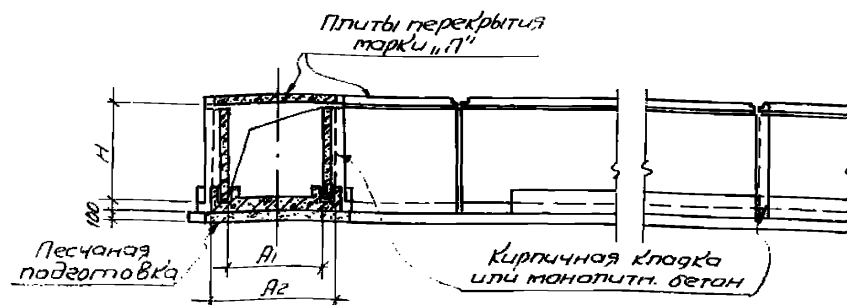 Плиты перекрытия
марки „П"
H
100
Песчаная
подготовка
A1
A2
Кирпичная кладка
или монолитн. бетон